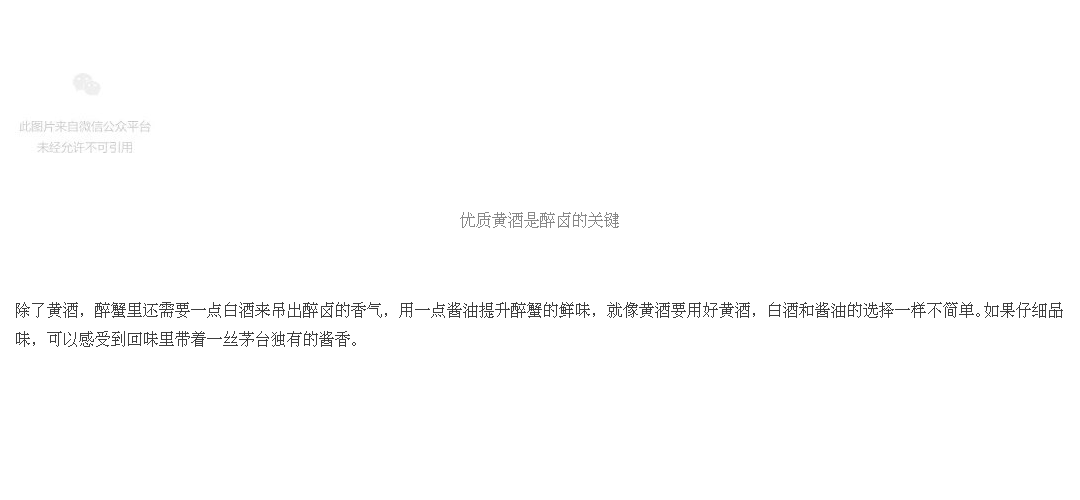 此图片来自微信公众平台
未经允许不可引用
优质黄酒是醉卤的关键
除了黄酒，醉蟹里还需要一点白酒来吊出醉卤的香气，用一点酱油提升醉蟹的鲜味，就像黄酒要用好黄酒，白酒和酱油的选择一样不简单。如果仔细品
味，可以感受到回味里带着一丝茅台独有的酱香。